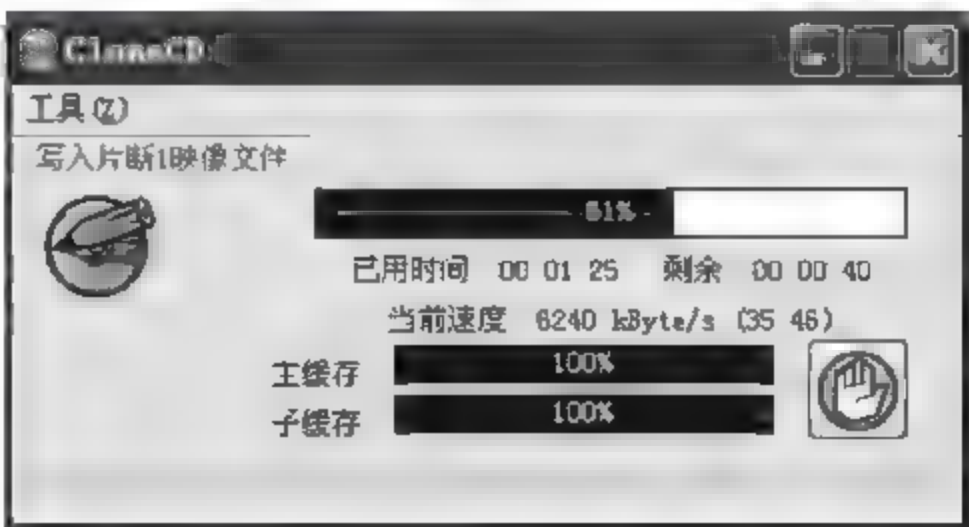 CloneCD
工具(Z)
写入片断1映像文件
61%
已用时间 00 01 25 剩余 00 00 40
当前速度 6240 kByte/s (35 46)
主缓存 100%
子缓存 100%